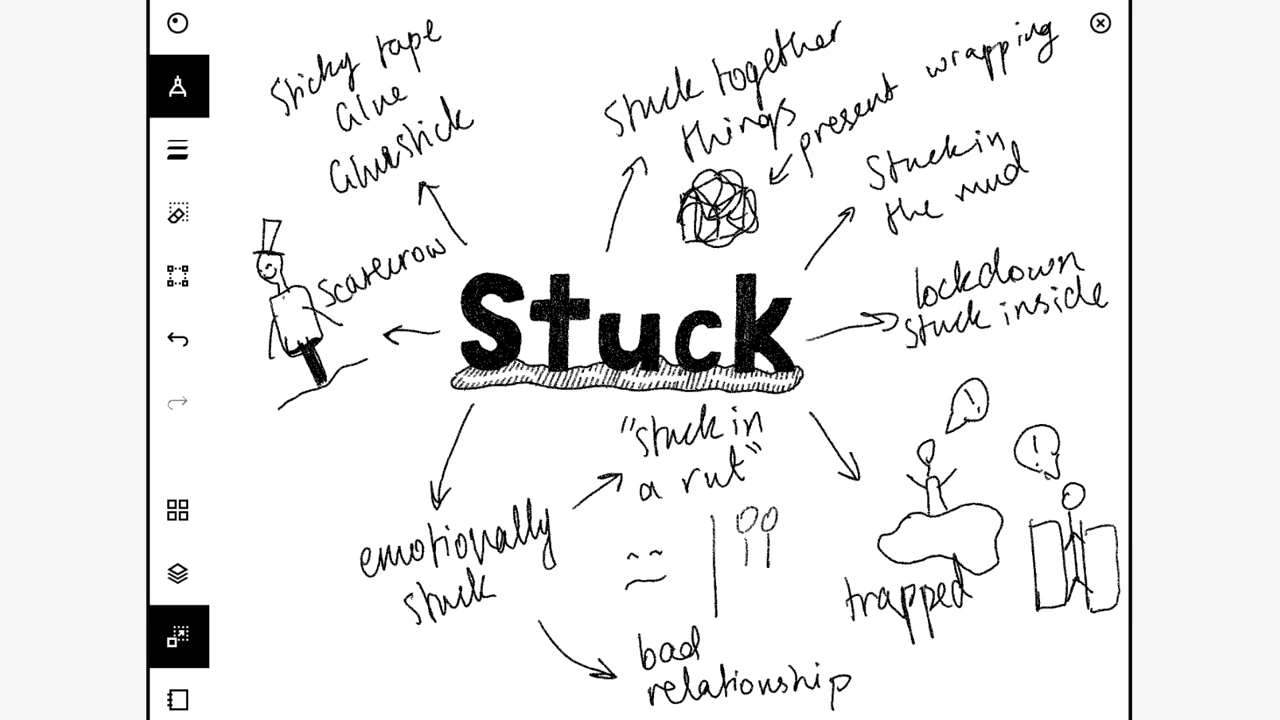 Sticky tape
Glue
Gluestick
stuck together
things
present wrapping
Stuck in
the mud
scarecrow
Stuck
lockdown
stuck inside
"stuck in
a rut"
!
!
emotionally
stuck
trapped
bad
relationship